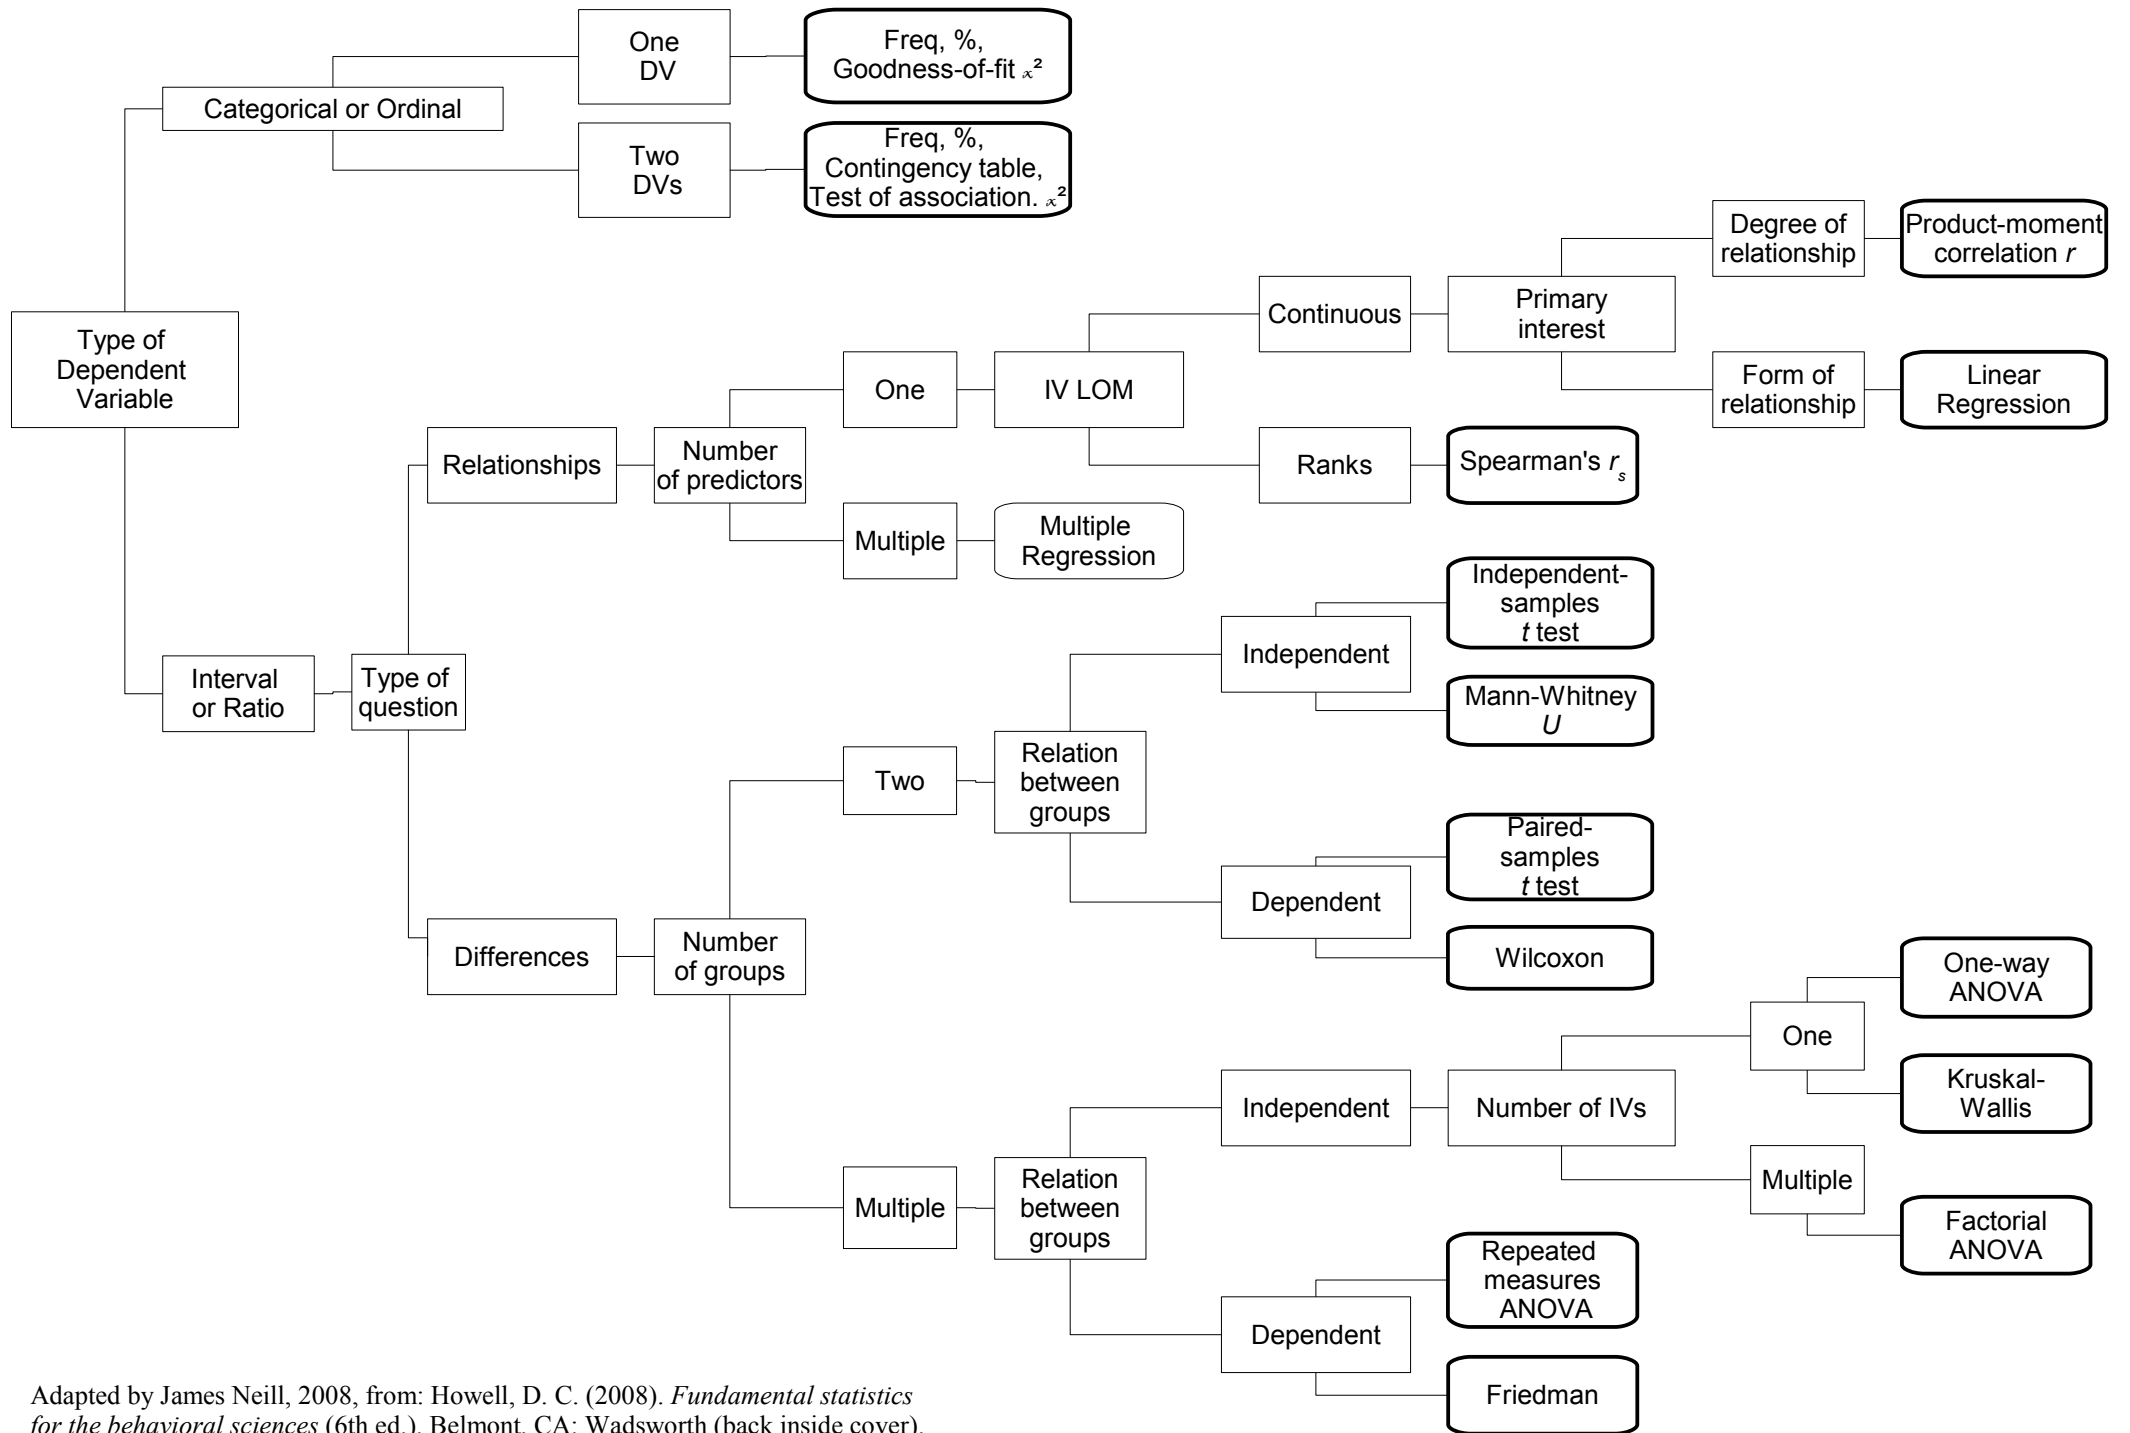 One
DV
Freq, %,
Goodness-of-fit 𝓍²
Categorical or Ordinal
Two
DVs
Freq, %,
Contingency table,
Test of association. 𝓍²
Type of
Dependent
Variable
Degree of
relationship
Product-moment
correlation r
Continuous
Primary
interest
One
IV LOM
Form of
relationship
Linear
Regression
Relationships
Number
of predictors
Ranks
Spearman's rₛ
Multiple
Multiple
Regression
Independent-
samples
t test
Independent
Mann-Whitney
U
Interval
or Ratio
Type of
question
Two
Relation
between
groups
Paired-
samples
t test
Dependent
Wilcoxon
Differences
Number
of groups
One-way
ANOVA
One
Kruskal-
Wallis
Independent
Number of IVs
Multiple
Factorial
ANOVA
Multiple
Relation
between
groups
Repeated
measures
ANOVA
Dependent
Friedman
Adapted by James Neill, 2008, from: Howell, D. C. (2008). Fundamental statistics
for the behavioral sciences (6th ed.). Belmont, CA: Wadsworth (back inside cover).